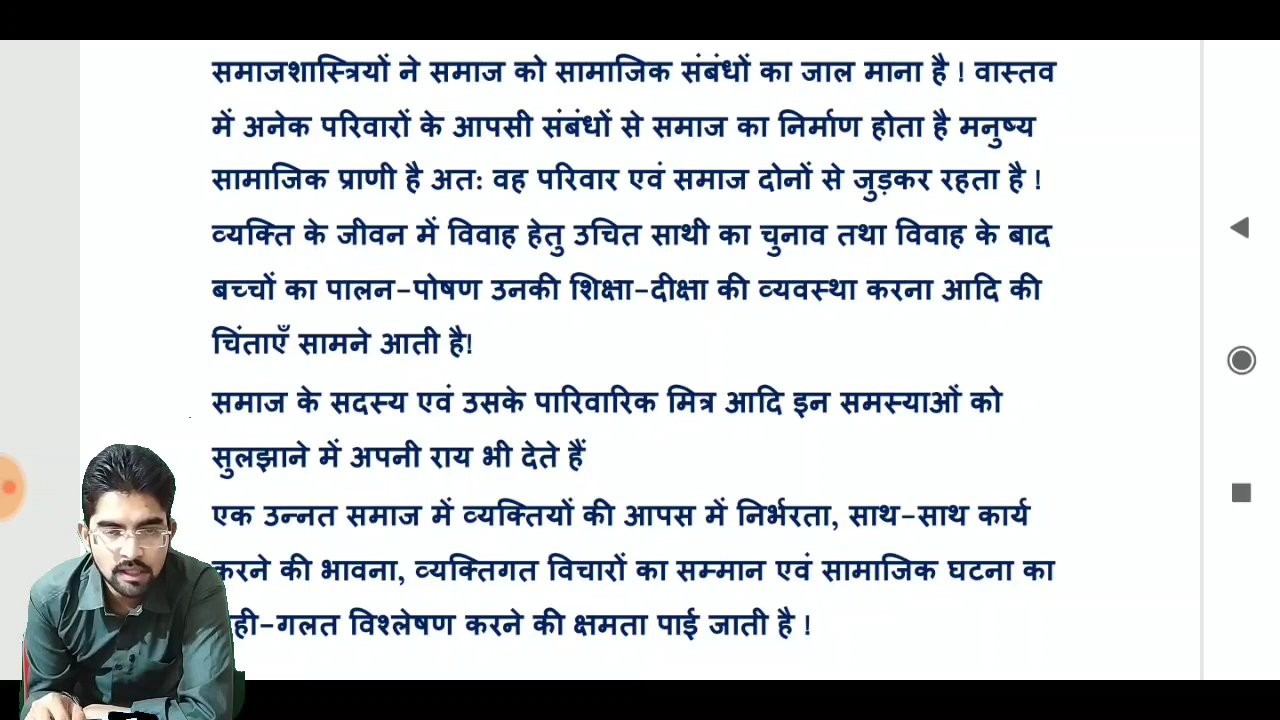 समाजशास्त्रियों ने समाज को सामाजिक संबंधों का जाल माना है ! वास्तव
में अनेक परिवारों के आपसी संबंधों से समाज का निर्माण होता है मनुष्य
सामाजिक प्राणी है अतः वह परिवार एवं समाज दोनों से जुड़कर रहता है !
व्यक्ति के जीवन में विवाह हेतु उचित साथी का चुनाव तथा विवाह के बाद
बच्चों का पालन-पोषण उनकी शिक्षा-दीक्षा की व्यवस्था करना आदि की
चिंताएँ सामने आती है!
समाज के सदस्य एवं उसके पारिवारिक मित्र आदि इन समस्याओं को
सुलझाने में अपनी राय भी देते हैं
एक उन्नत समाज में व्यक्तियों की आपस में निर्भरता, साथ-साथ कार्य
करने की भावना, व्यक्तिगत विचारों का सम्मान एवं सामाजिक घटना का
ही-गलत विश्लेषण करने की क्षमता पाई जाती है !